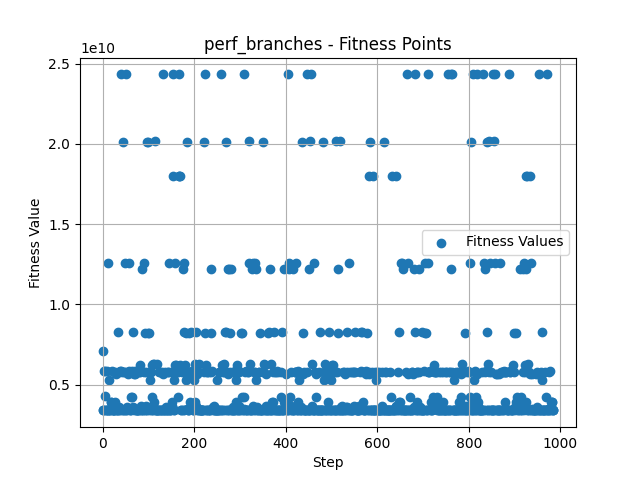 perf_branches - Fitness Points
1e10
2.5
2.0
1.5
1.0
0.5
Fitness Value
Fitness Values
0 200 400 600 800 1000
Step